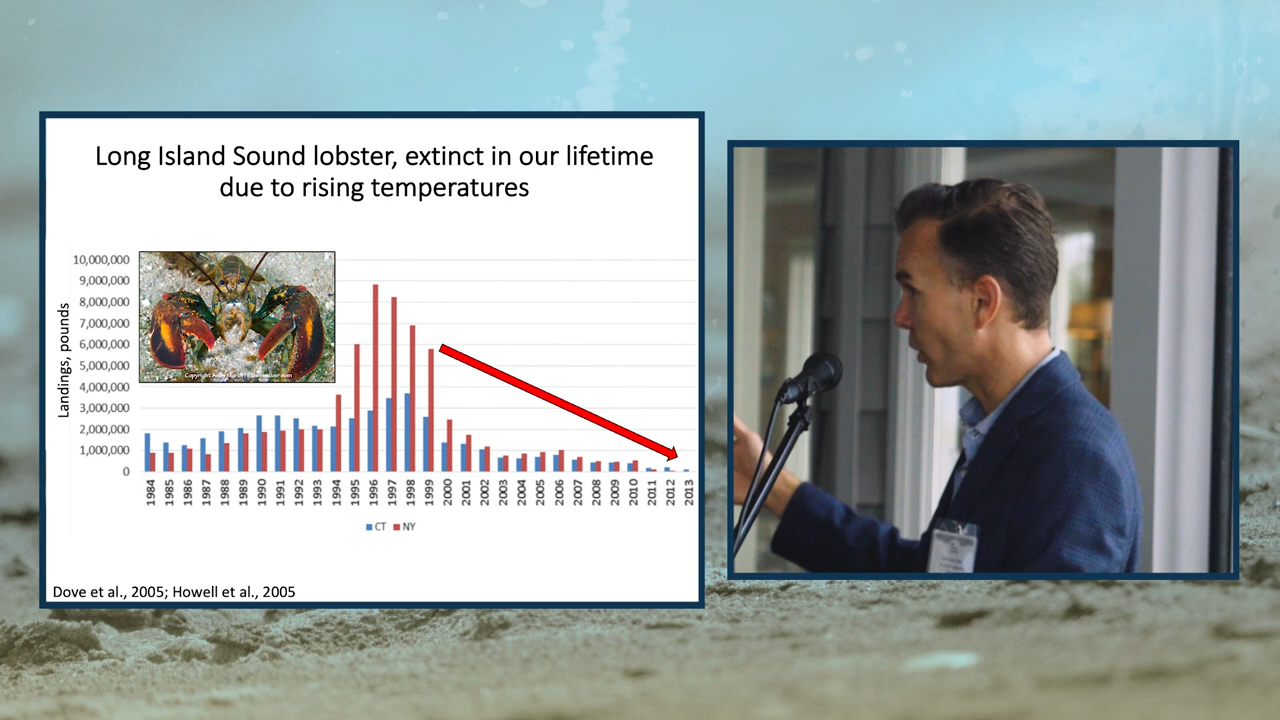 Long Island Sound lobster, extinct in our lifetime
due to rising temperatures
Landings, pounds
10,000,000
9,000,000
8,000,000
7,000,000
6,000,000
5,000,000
4,000,000
3,000,000
2,000,000
1,000,000
0
1984 1985 1986 1987 1988 1989 1990 1991 1992 1993 1994 1995 1996 1997 1998 1999 2000 2001 2002 2003 2004 2005 2006 2007 2008 2009 2010 2011 2012 2013
CT NY
Dove et al., 2005; Howell et al., 2005